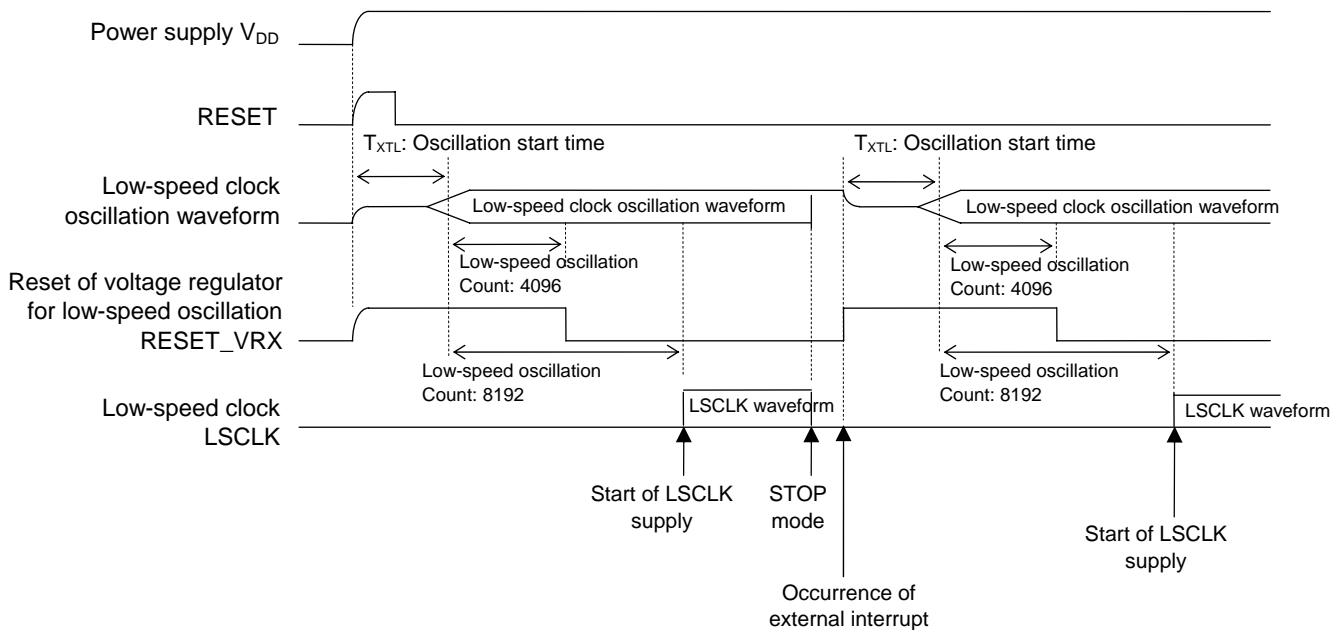 Power supply VDD
RESET
TXTL: Oscillation start time
TXTL: Oscillation start time
Low-speed clock
oscillation waveform
Low-speed clock oscillation waveform
Low-speed clock oscillation waveform
Low-speed oscillation
Count: 4096
Low-speed oscillation
Count: 4096
Reset of voltage regulator
for low-speed oscillation
RESET_VRX
Low-speed oscillation
Count: 8192
Low-speed oscillation
Count: 8192
Low-speed clock
LSCLK
LSCLK waveform
LSCLK waveform
Start of LSCLK
supply
STOP
mode
Start of LSCLK
supply
Occurrence of
external interrupt